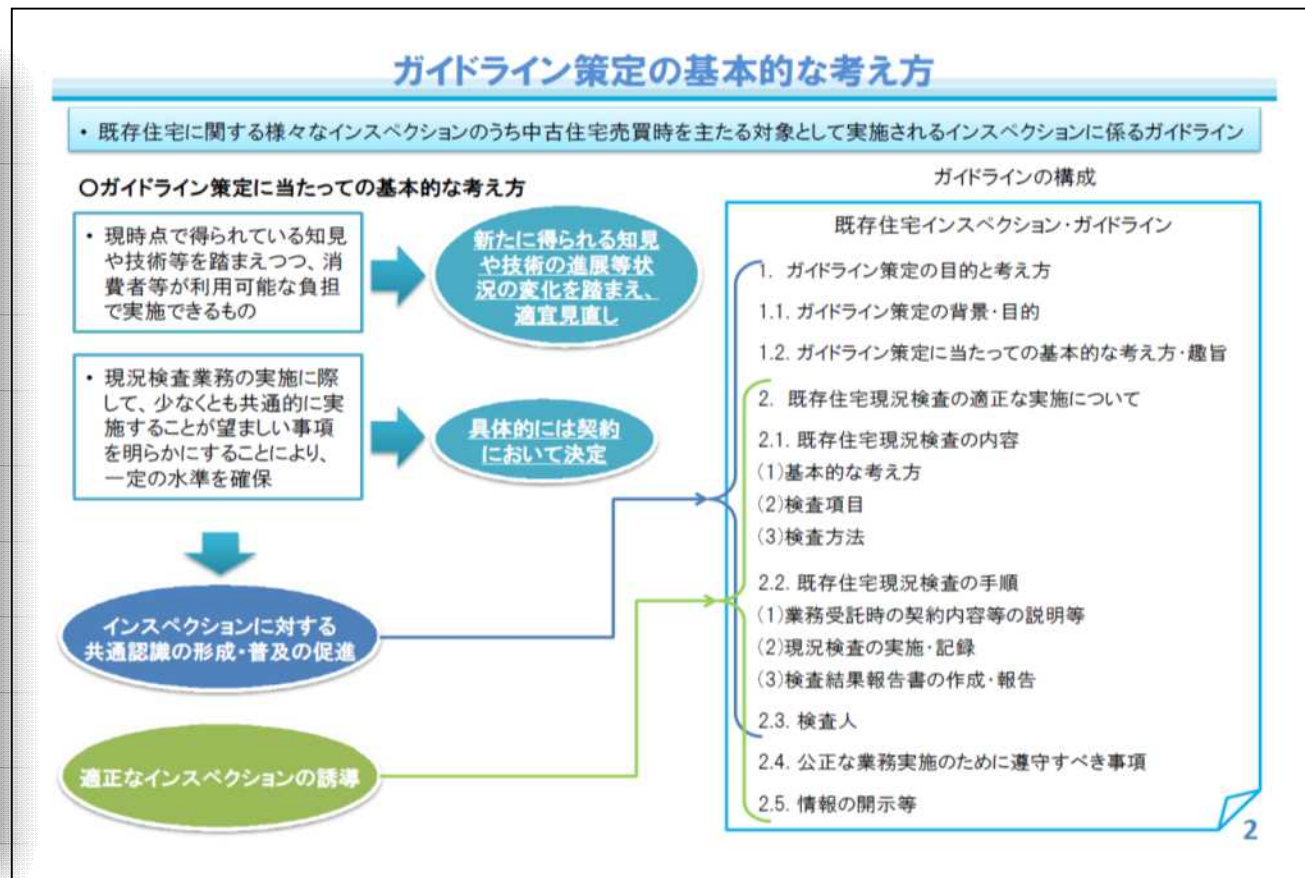 ガイドライン策定の基本的な考え方
・ 既存住宅に関する様々なインスペクションのうち中古住宅売買時を主たる対象として実施されるインスペクションに係るガイドライン
〇ガイドライン策定に当たっての基本的な考え方
・ 現時点で得られている知見
や技術等を踏まえつつ、消
費者等が利用可能な負担
で実施できるもの
新たに得られる知見
や技術の進展等状
況の変化を踏まえ、
適宜見直し
・ 現況検査業務の実施に際
して、少なくとも共通的に実
施することが望ましい事項
を明らかにすることにより、
一定の水準を確保
具体的には契約
において決定
インスペクションに対する
共通認識の形成・普及の促進
適正なインスペクションの誘導
ガイドラインの構成
既存住宅インスペクション・ガイドライン
1. ガイドライン策定の目的と考え方
1.1. ガイドライン策定の背景・目的
1.2. ガイドライン策定に当たっての基本的な考え方・趣旨
2. 既存住宅現況検査の適正な実施について
2.1. 既存住宅現況検査の内容
(1)基本的な考え方
(2)検査項目
(3)検査方法
2.2. 既存住宅現況検査の手順
(1)業務受託時の契約内容等の説明等
(2)現況検査の実施・記録
(3)検査結果報告書の作成・報告
2.3. 検査人
2.4. 公正な業務実施のために遵守すべき事項
2.5. 情報の開示等
2